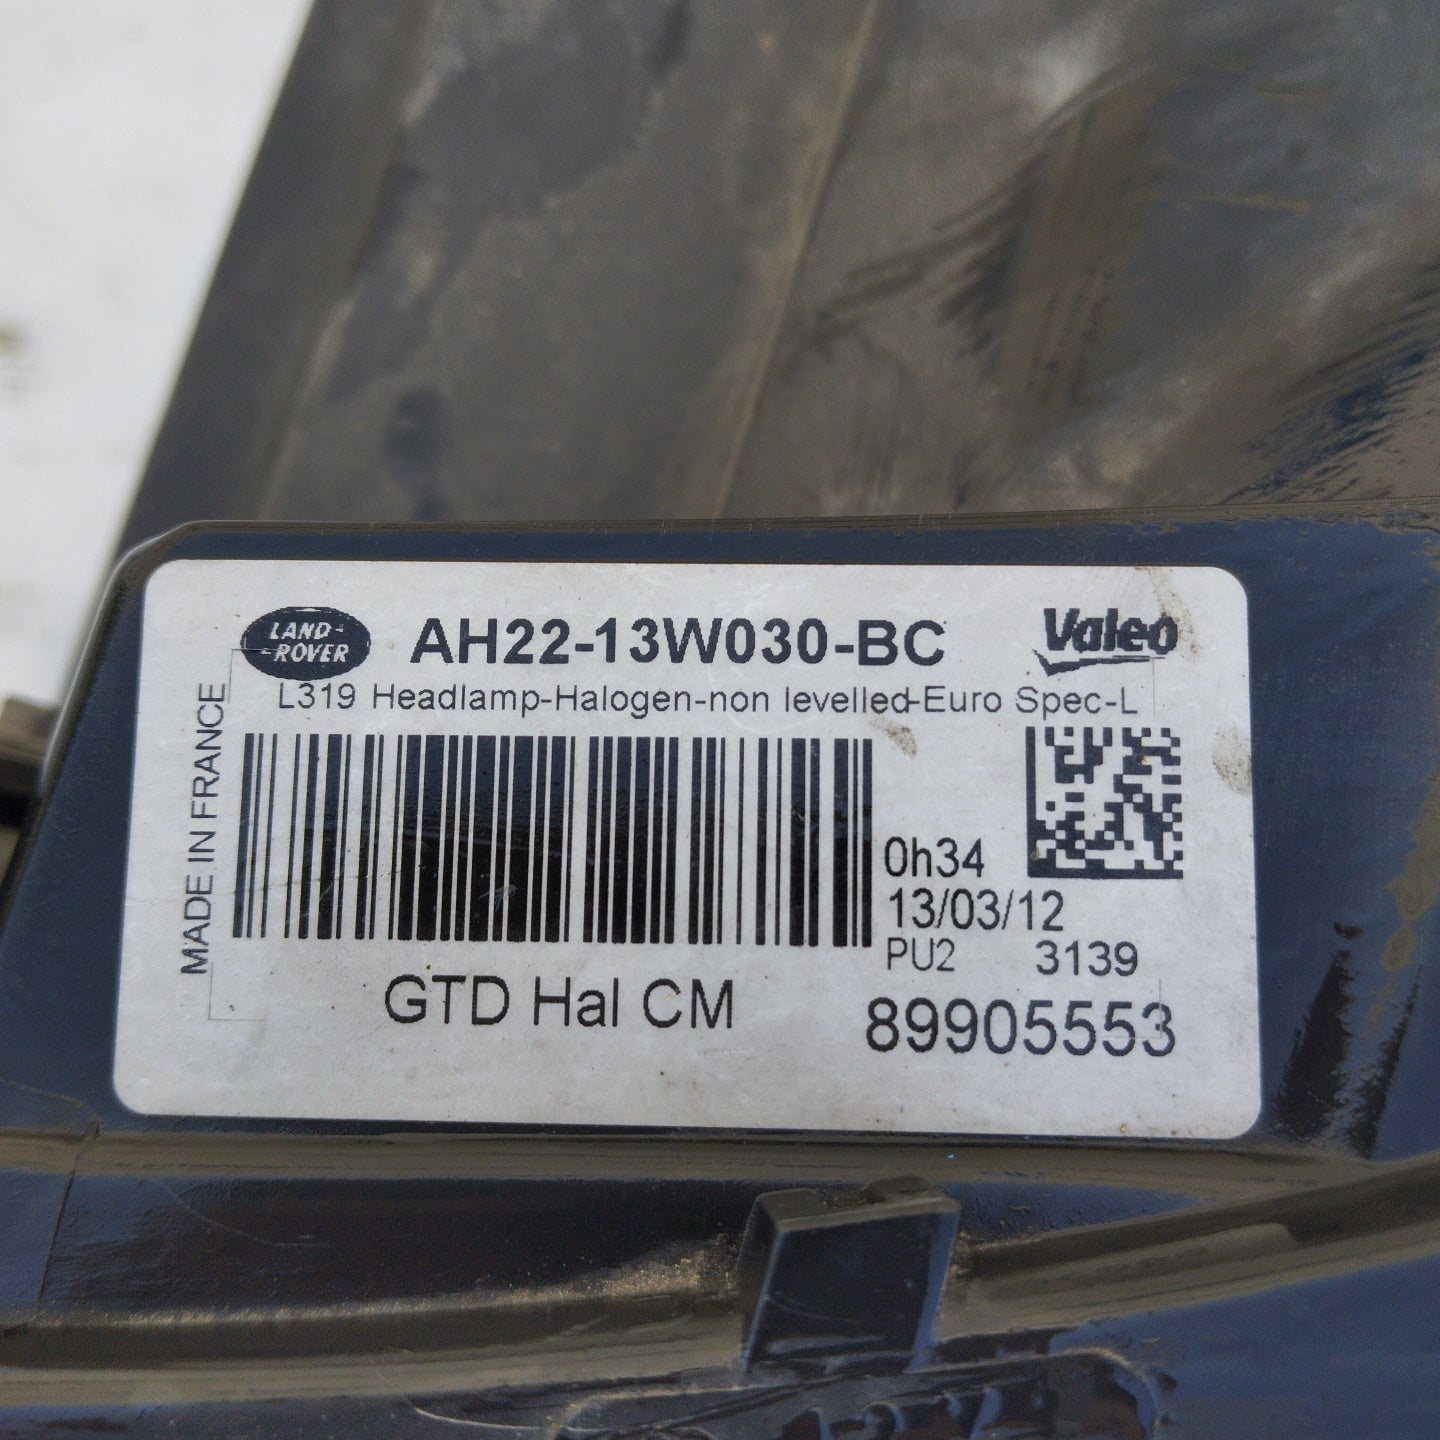 LAND-
-ROVER
AH22-13W030-BC
Valeo
L319 Headlamp-Halogen-non levelled-Euro Spec-L
MADE IN FRANCE
0h34
13/03/12
PU2 3139
GTD Hal CM
89905553